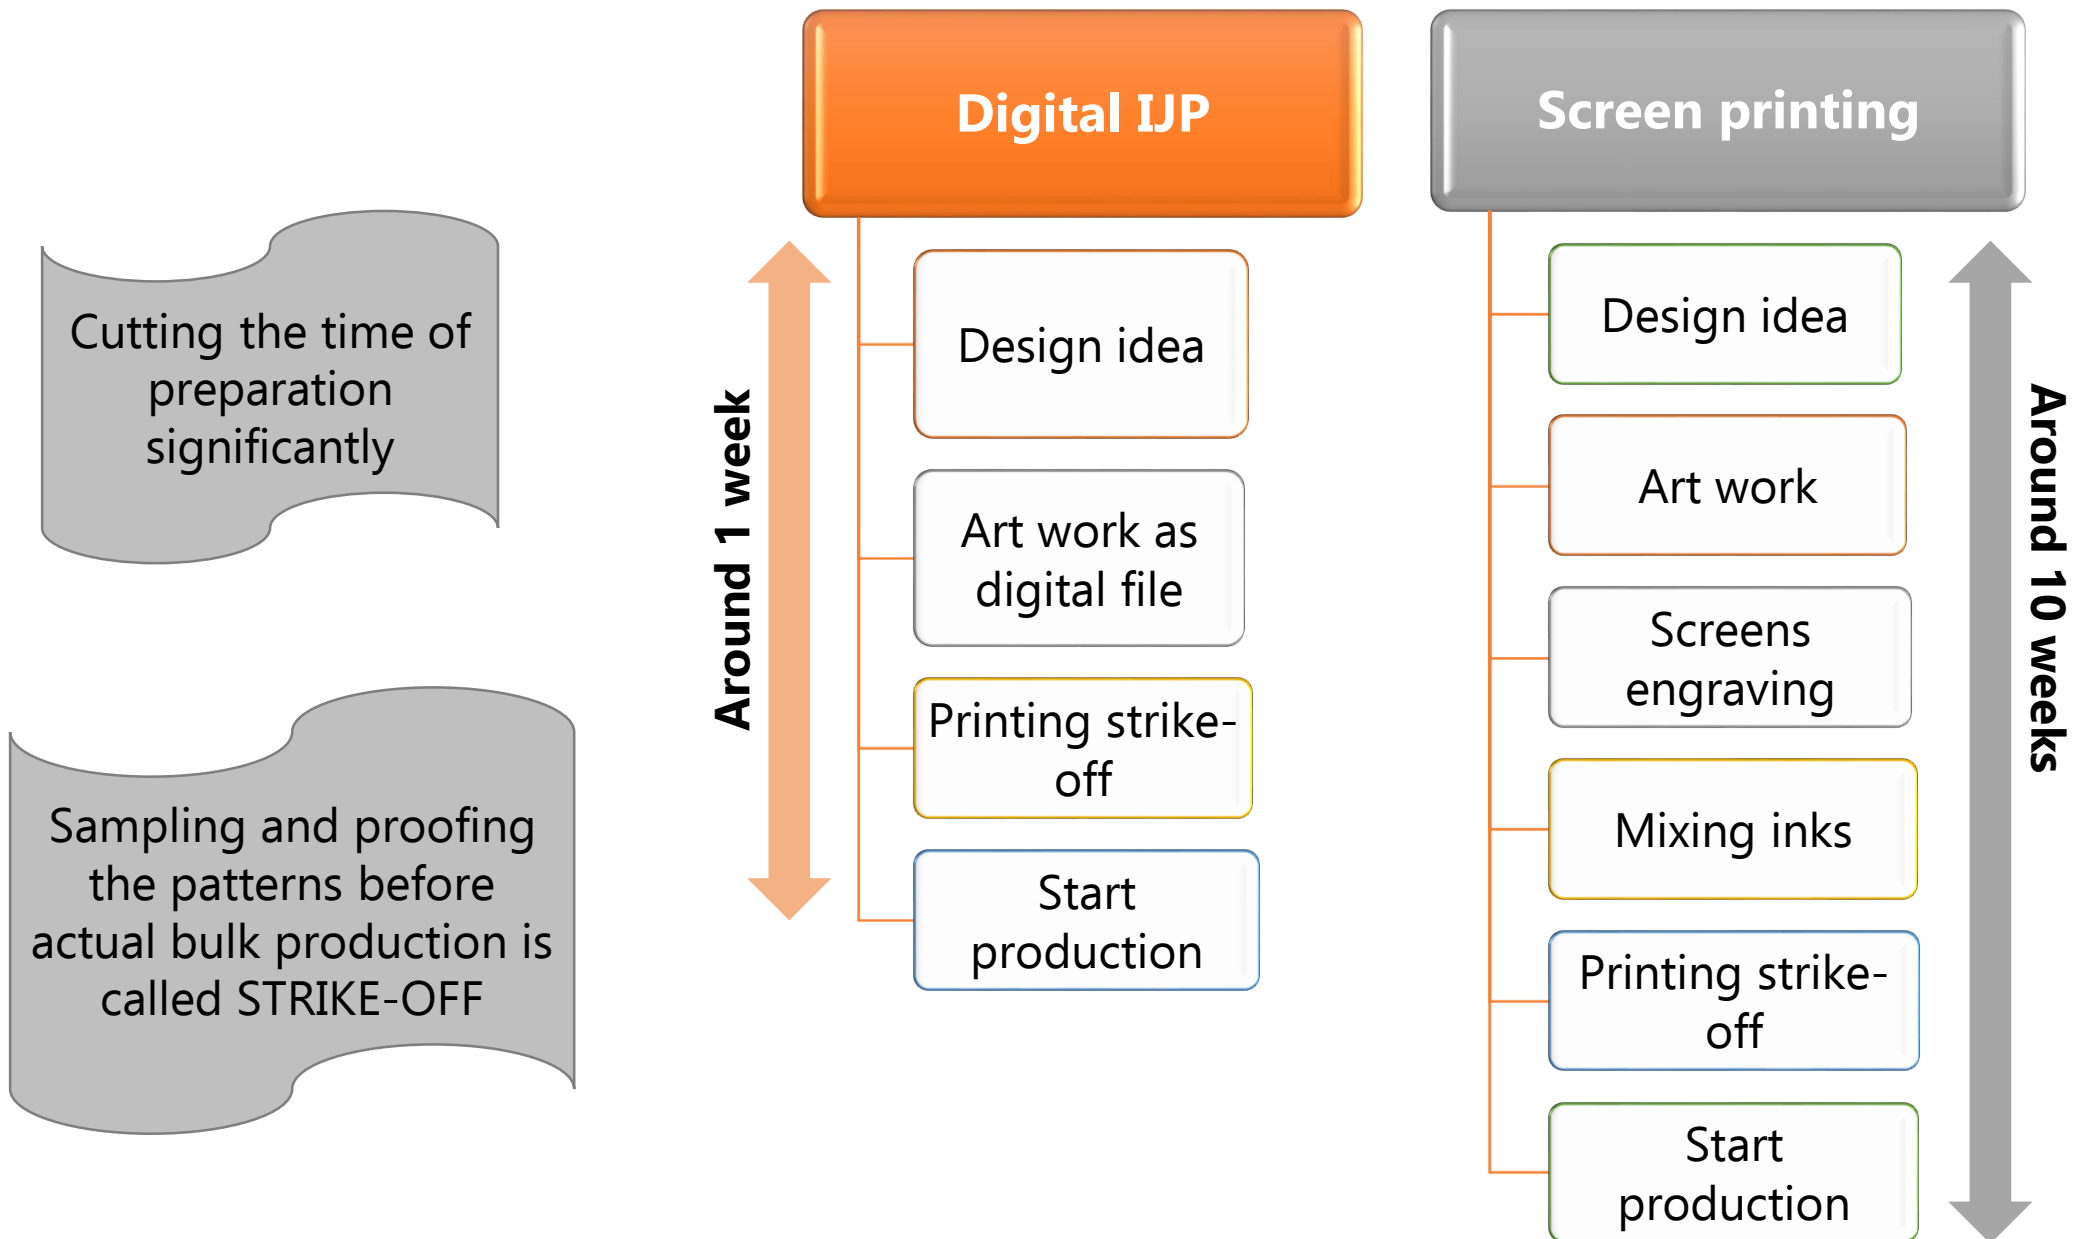 Cutting the time of
preparation
significantly
Sampling and proofing
the patterns before
actual bulk production is
called STRIKE-OFF
Digital IJP
Around 1 week
Design idea
Art work as
digital file
Printing strike-
off
Start
production
Screen printing
Design idea
Art work
Screens
engraving
Mixing inks
Printing strike-
off
Start
production
Around 10 weeks